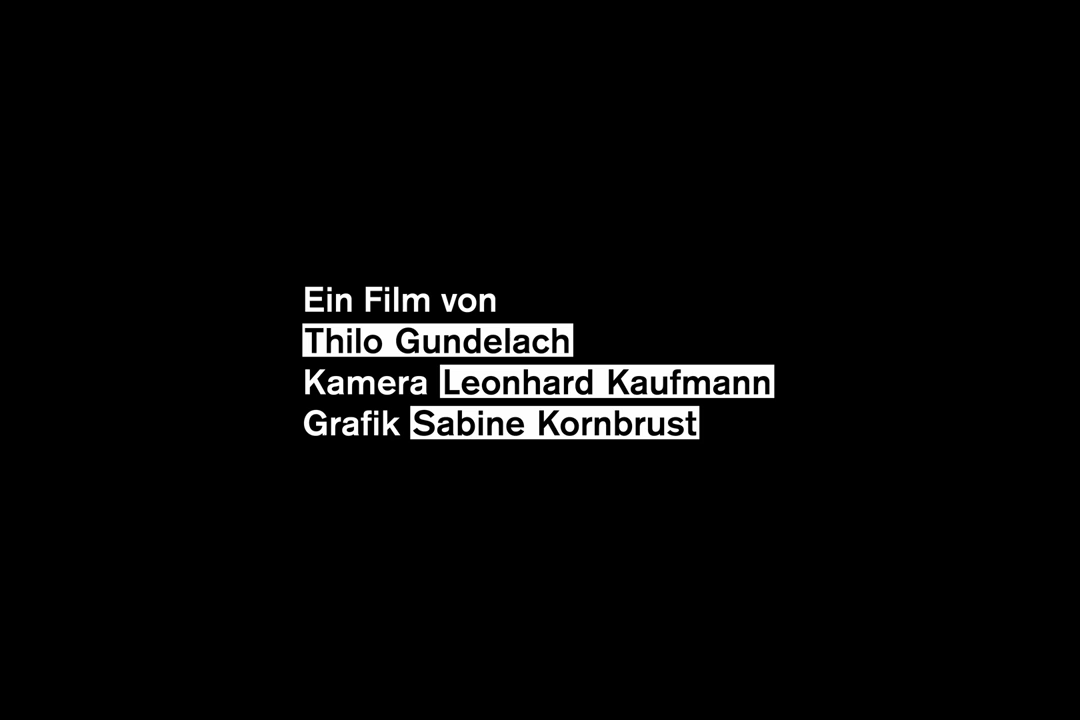 Ein Film von
Thilo Gundelach
Kamera Leonhard Kaufmann
Grafik Sabine Kornbrust